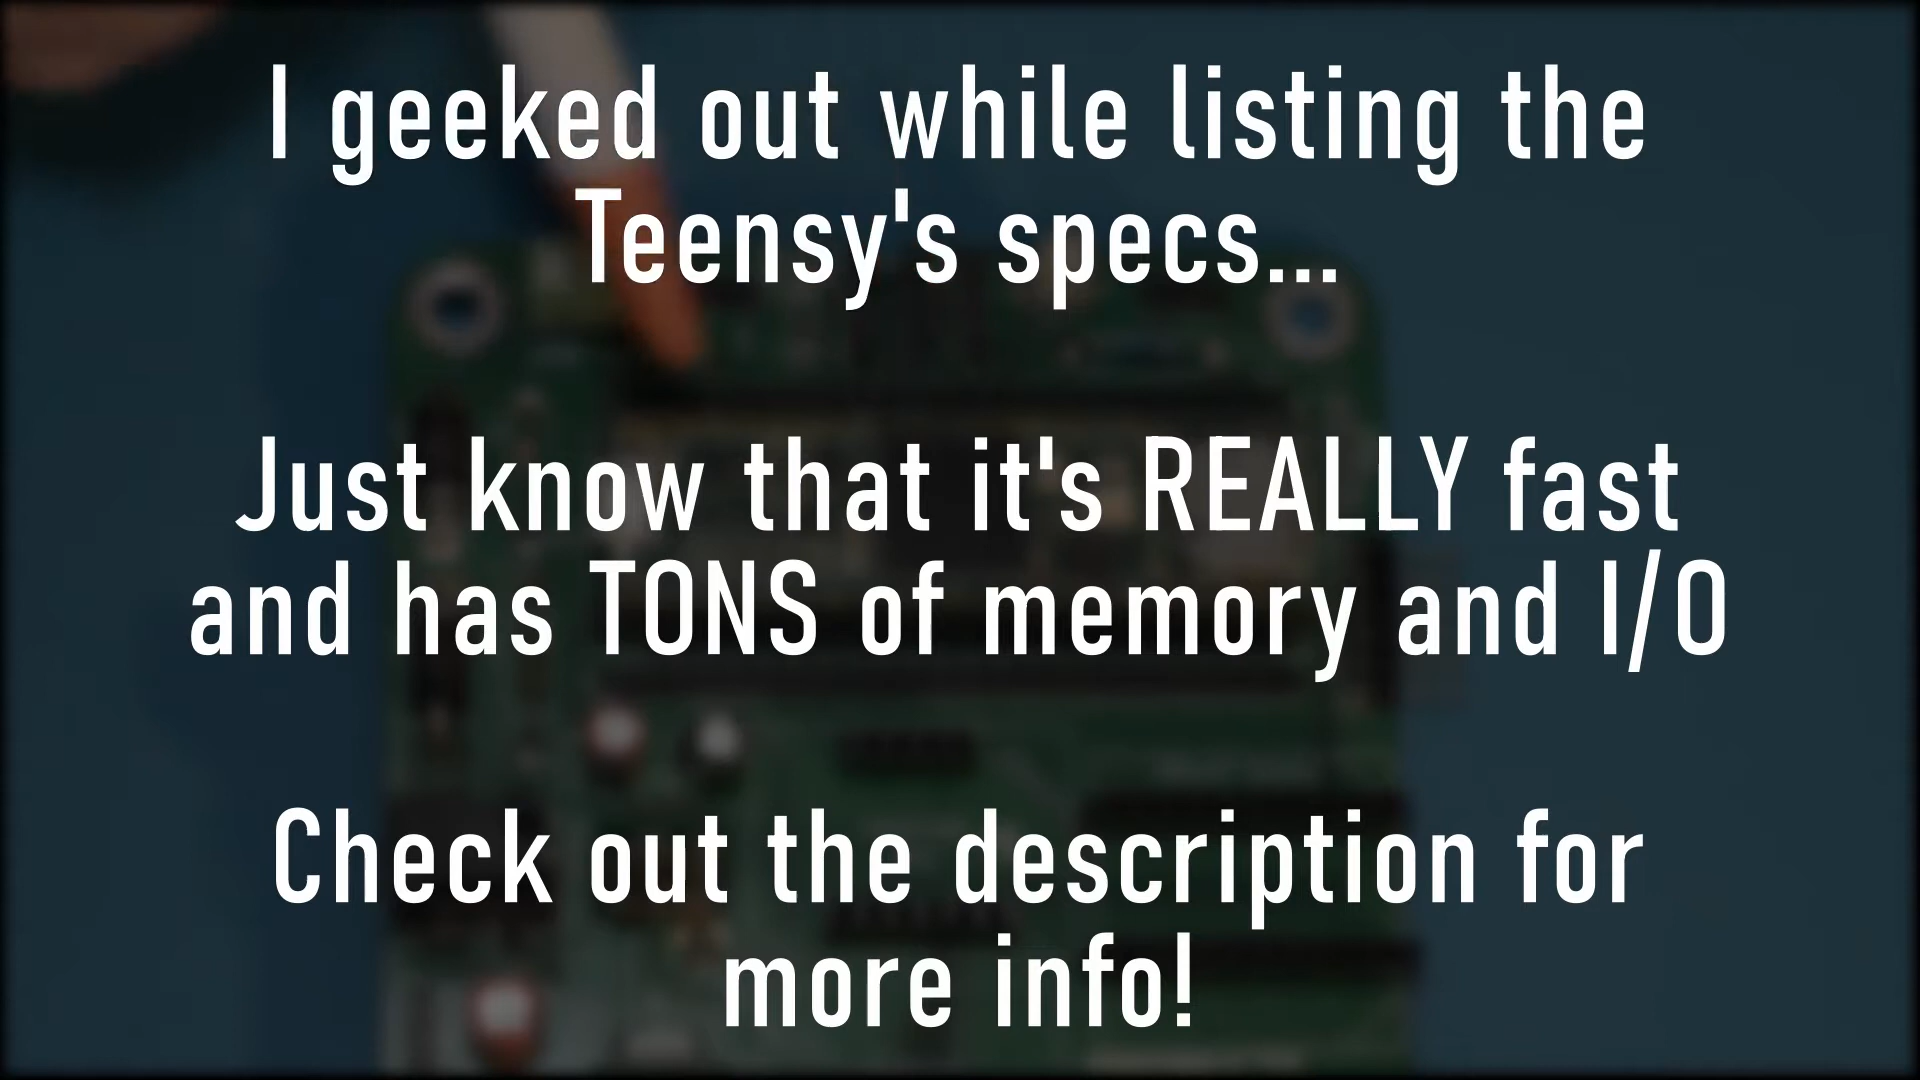 I geeked out while listing the
Teensy's specs...
Just know that it's REALLY fast
and has TONS of memory and I/O
Check out the description for
more info!